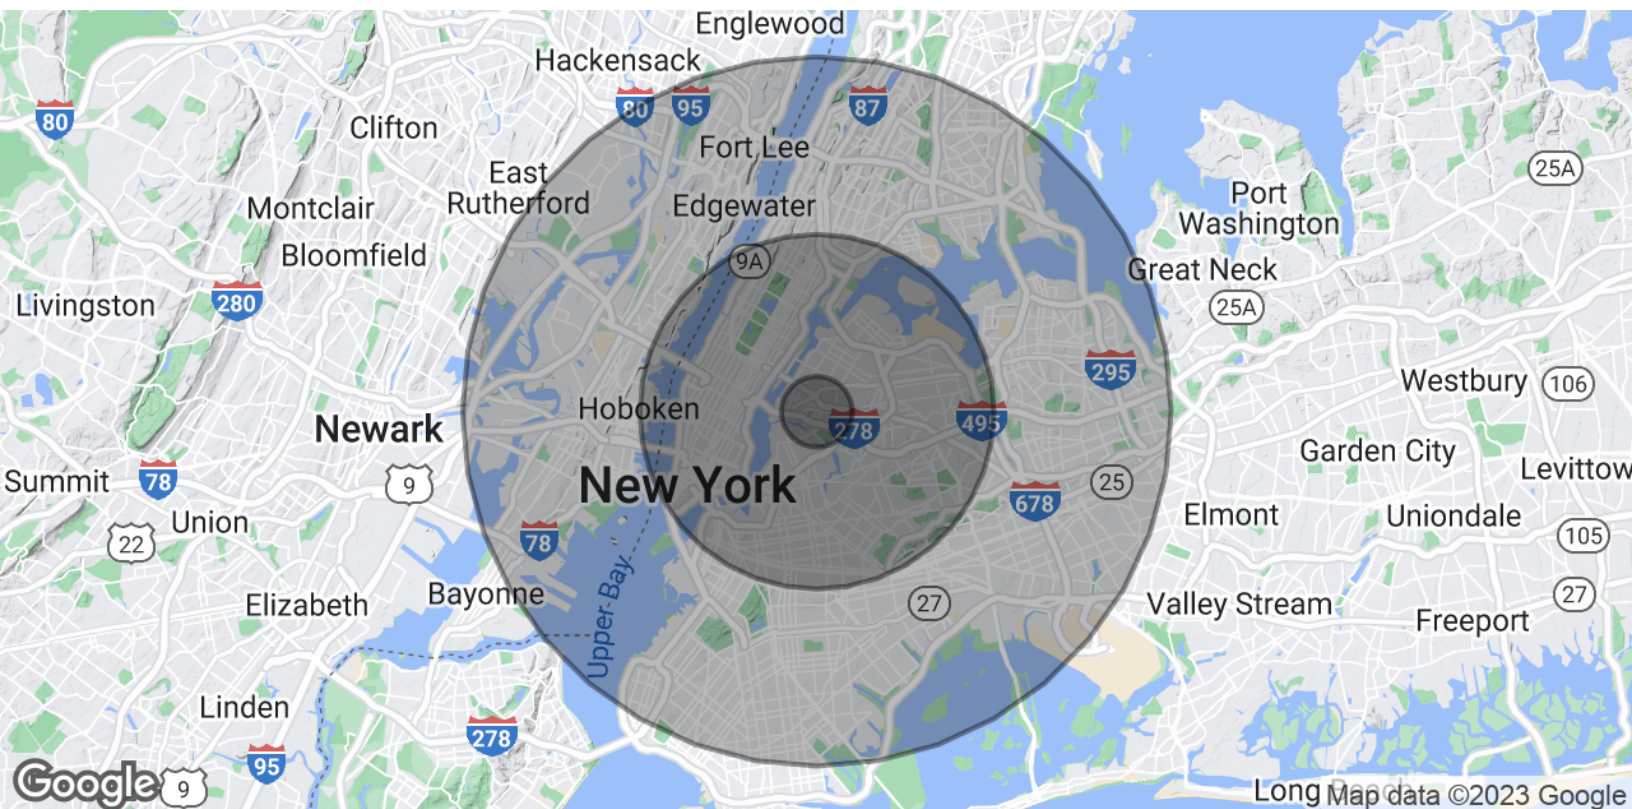 Englewood
Hackensack
80
95
87
80
Clifton
Fort Lee
25A
East
Rutherford
Port
Washington
Montclair
Edgewater
Bloomfield
9A
Great Neck
280
Livingston
25A
295
Westbury
106
Hoboken
278
495
Newark
Garden City
Summit
78
9
New York
678
25
Levittow
Union
22
78
Elmont
Uniondale
105
Upper Bay
Elizabeth
Bayonne
27
Valley Stream
27
Freeport
Linden
278
95
Google
9
Long Beach
Map data ©2023 Google